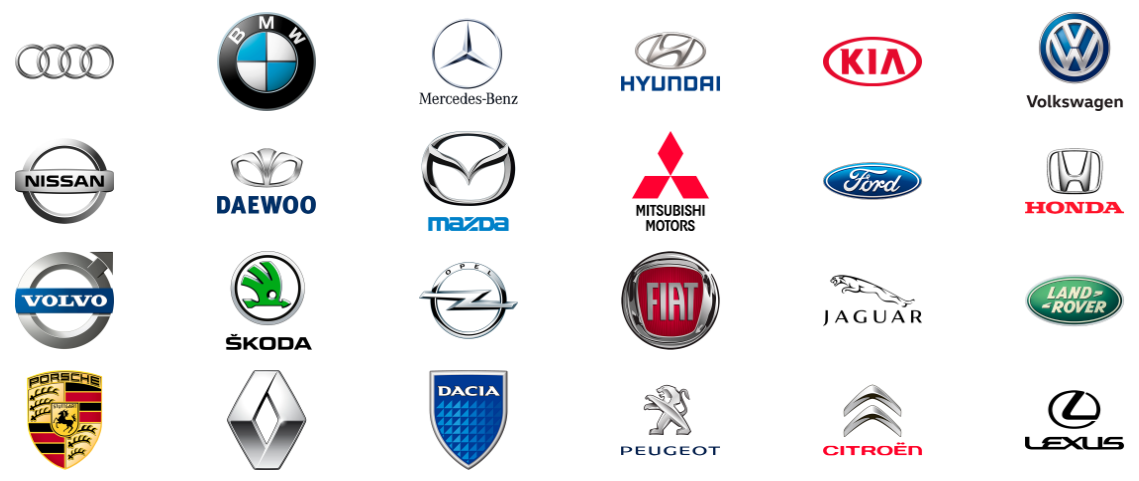 BMW
Mercedes-Benz
HYUNDAI
KIA
Volkswagen
NISSAN
DAEWOO
mazda
MITSUBISHI
MOTORS
Ford
HONDA
VOLVO
ŠKODA
OPEL
FIAT
JAGUAR
LAND
ROVER
PORSCHE
DACIA
PEUGEOT
CITROËN
LEXUS